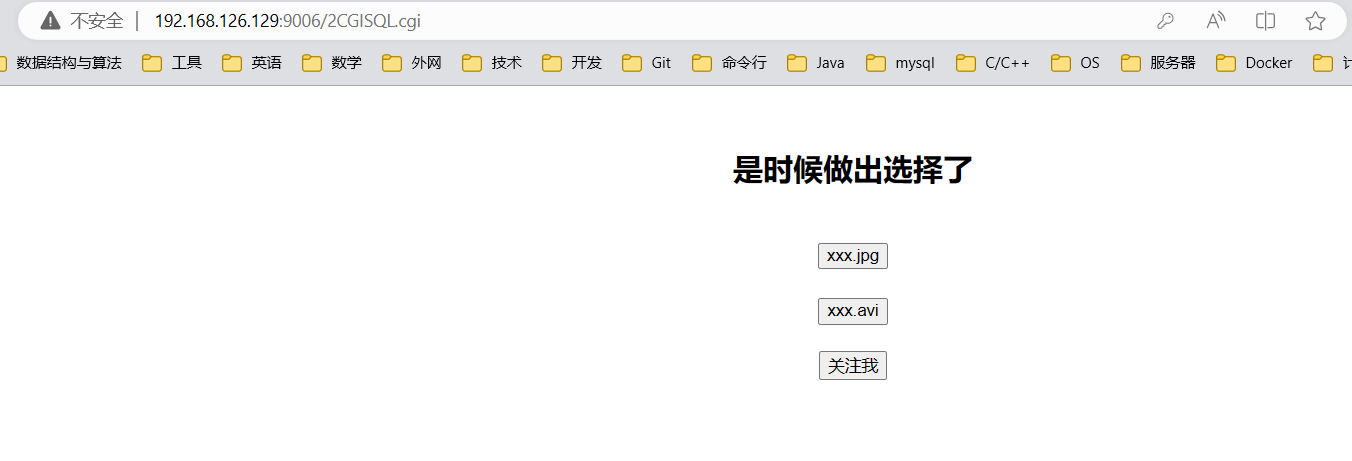 不安全 | 192.168.126.129:9006/2CGISQL.cgi
数据结构与算法 工具 英语 数学 外网 技术 开发 Git 命令行 Java mysql C/C++ OS 服务器 Docker
是时候做出选择了
xxx.jpg
xxx.avi
关注我